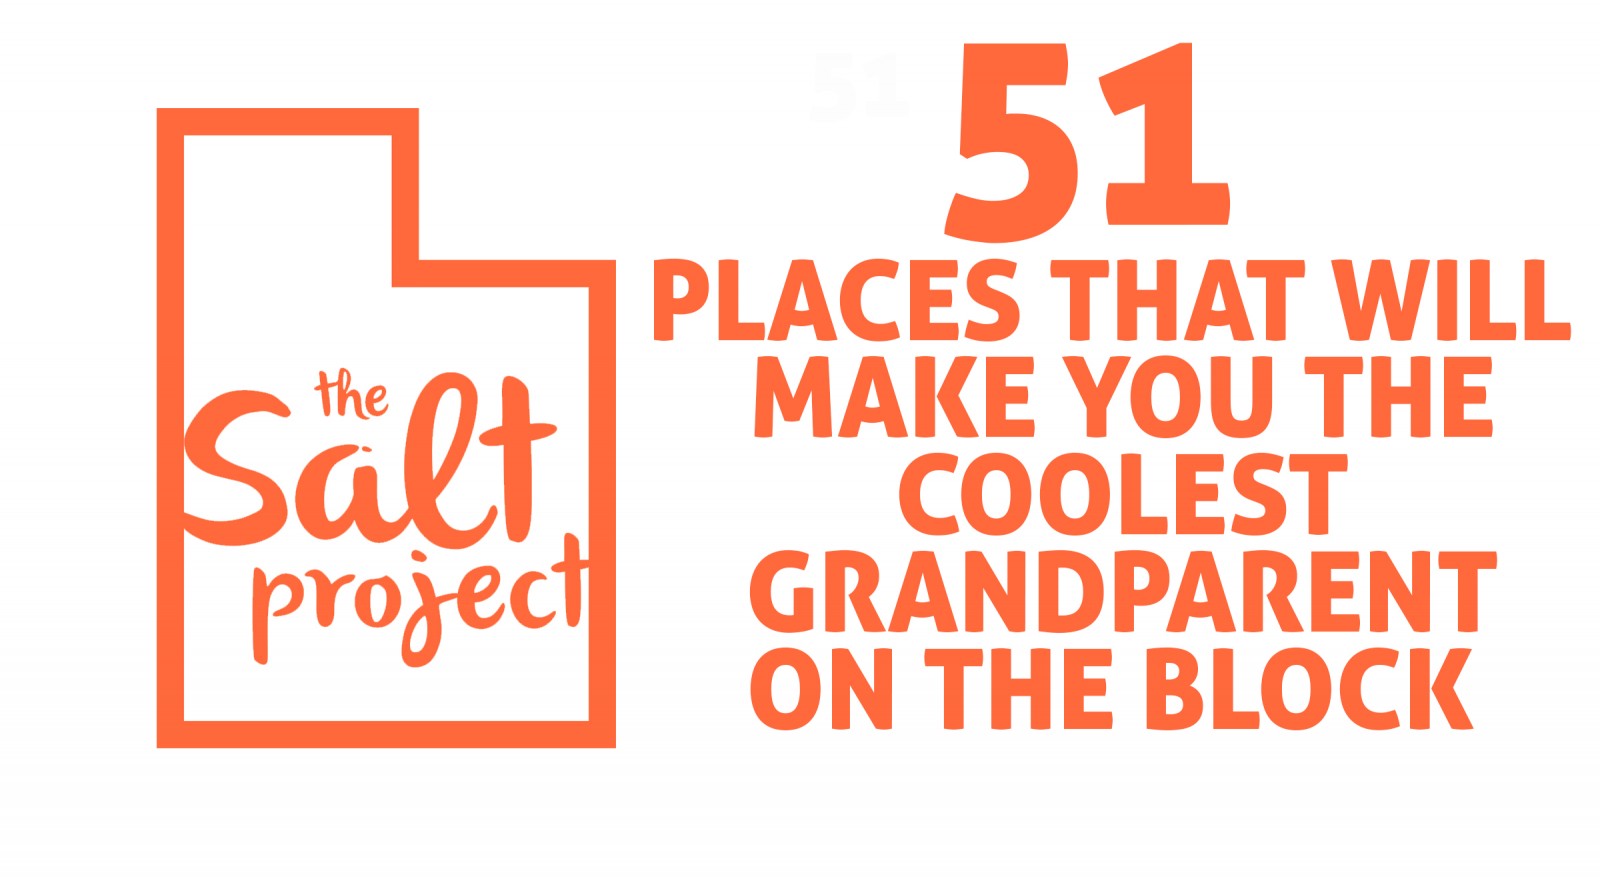 the
Salt
project
51
PLACES THAT WILL
MAKE YOU THE
COOLEST
GRANDPARENT
ON THE BLOCK